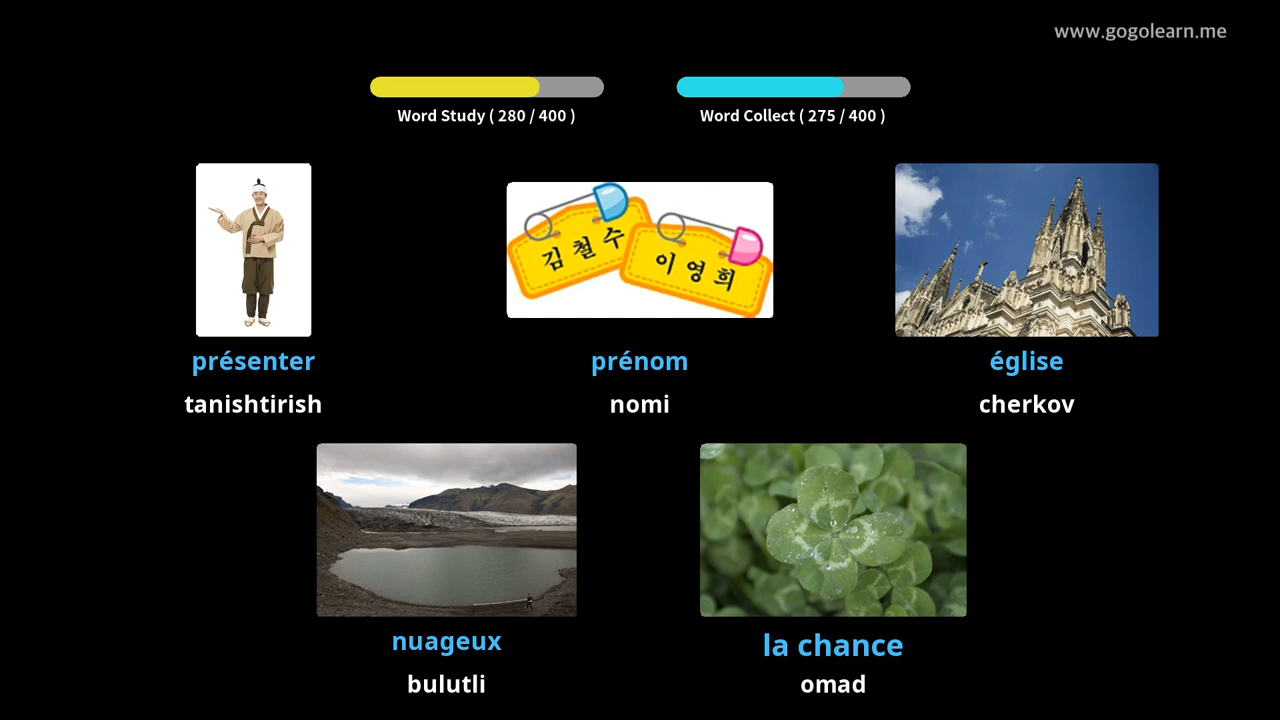 www.gogolearn.me
Word Study ( 280 / 400 )
Word Collect ( 275 / 400 )
김철수
이영희
présenter
prénom
église
tanishtirish
nomi
cherkov
nuageux
la chance
bulutli
omad